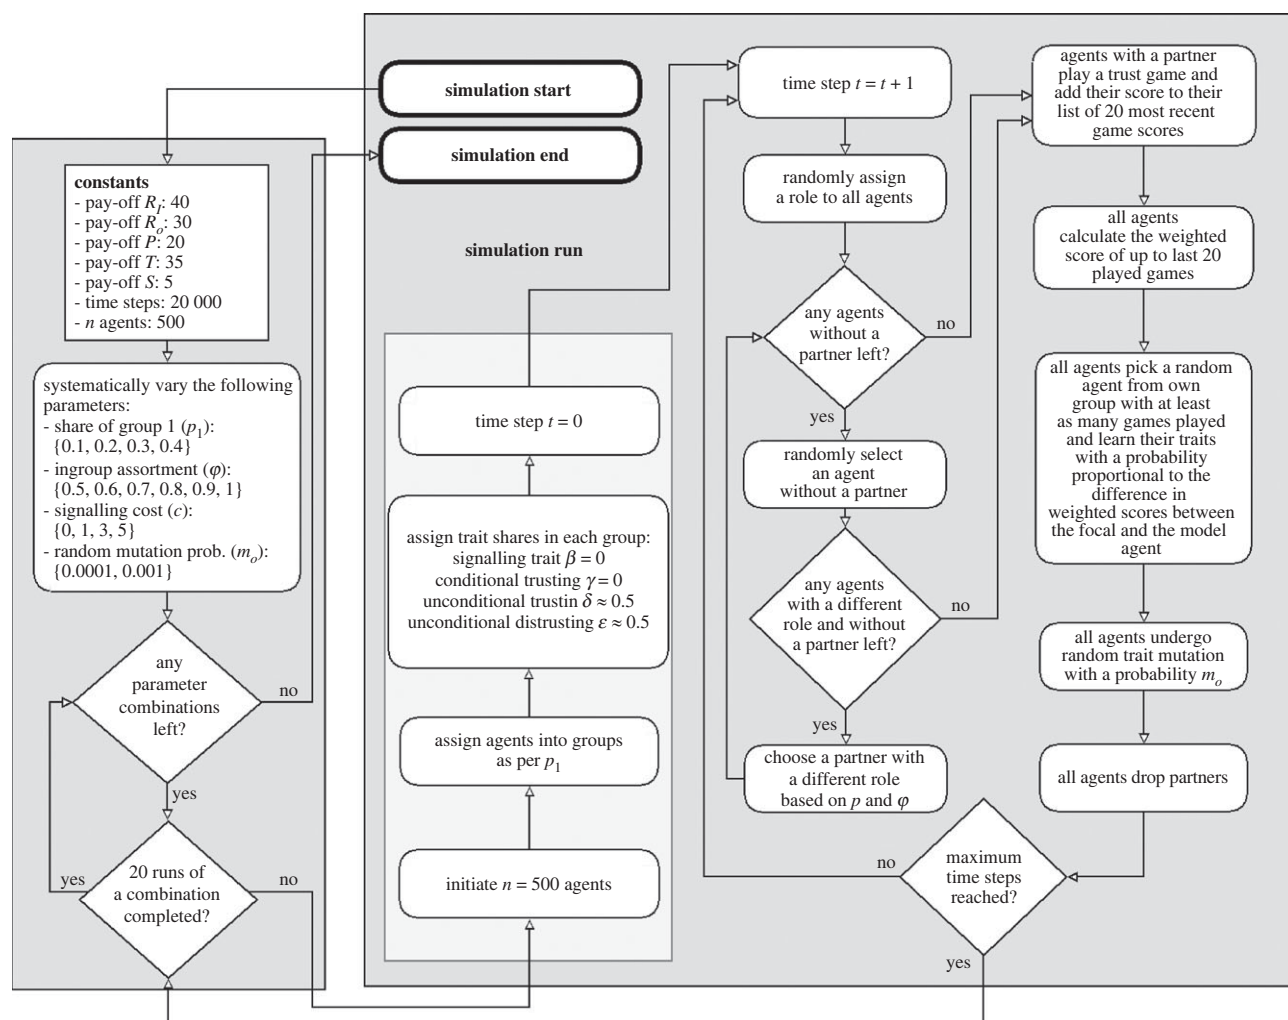 simulation start
simulation end
constants
- pay-off R_I: 40
- pay-off R_o: 30
- pay-off P: 20
- pay-off T: 35
- pay-off S: 5
- time steps: 20 000
- n agents: 500
systematically vary the following
parameters:
- share of group 1 (p_1):
{0.1, 0.2, 0.3, 0.4}
- ingroup assortment (φ):
{0.5, 0.6, 0.7, 0.8, 0.9, 1}
- signalling cost (c):
{0, 1, 3, 5}
- random mutation prob. (m_o):
{0.0001, 0.001}
any
parameter
combinations
left?
no
yes
20 runs of
a combination
completed?
yes
no
simulation run
time step t = 0
assign trait shares in each group:
signalling trait β = 0
conditional trusting γ = 0
unconditional trustin δ ≈ 0.5
unconditional distrusting ε ≈ 0.5
assign agents into groups
as per p_1
initiate n = 500 agents
time step t = t + 1
randomly assign
a role to all agents
any agents
without a
partner left?
no
yes
randomly select
an agent
without a partner
any agents
with a different
role and without
a partner left?
no
yes
choose a partner with
a different role
based on p and φ
agents with a partner
play a trust game and
add their score to their
list of 20 most recent
game scores
all agents
calculate the weighted
score of up to last 20
played games
all agents pick a random
agent from own
group with at least
as many games played
and learn their traits
with a probability
proportional to the
difference in
weighted scores between
the focal and the model
agent
all agents undergo
random trait mutation
with a probability m_o
all agents drop partners
maximum
time steps
reached?
no
yes